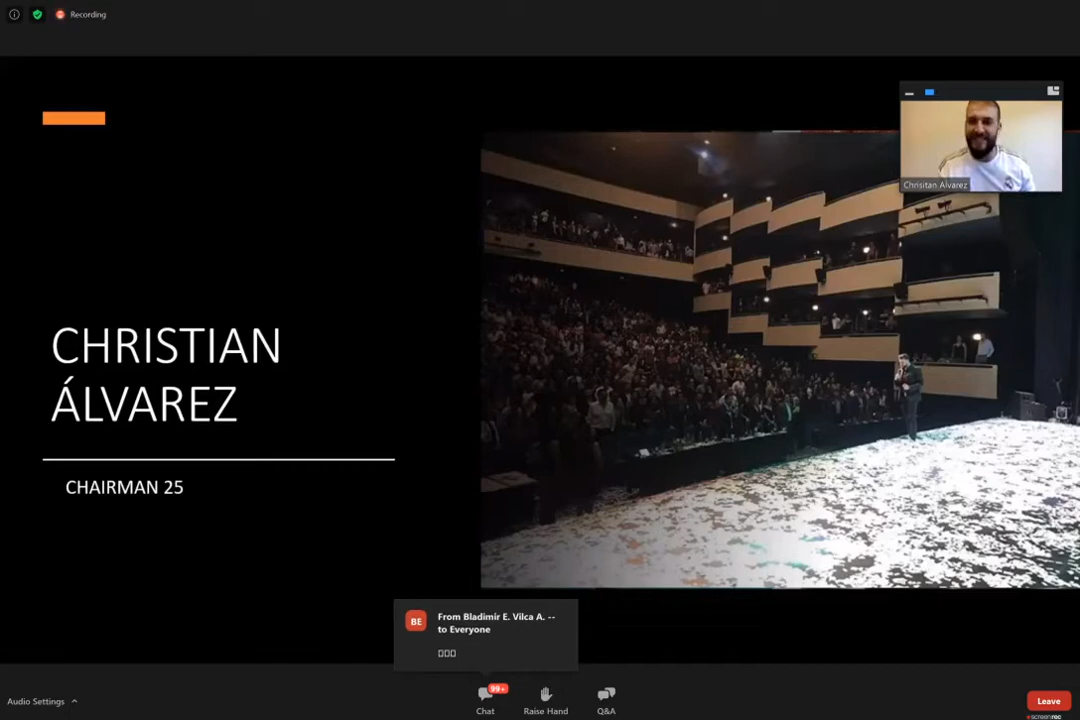 Recording
Chrisitan Alvarez
CHRISTIAN
ÁLVAREZ
CHAIRMAN 25
BE
From Bladimir E. Vilca A. --
to Everyone
99+
Audio Settings
Chat
Raise Hand
Q&A
Leave
screenrec